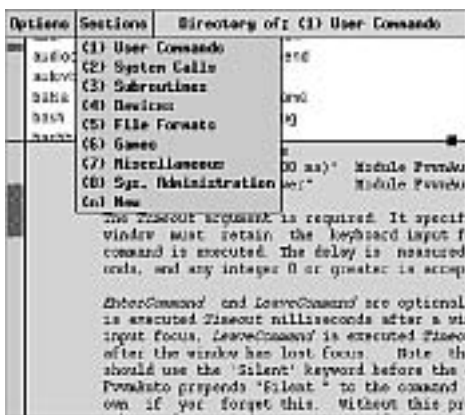 Options Sections Directory of: (1) User Commands
(1) User Commands
(2) System Calls
(3) Subroutines
(4) Devices
(5) File Formats
(6) Games
(7) Miscellaneous
(8) Sys. Administration
(n) New
bash
Module FvwmAu
Module FvwmAu
The Timeout argument is required. It specif
window must retain the keyboard input f
command is executed. The delay is measured
onds, and any integer 0 or greater is accep
EnterCommand and LeaveCommand are optional
is executed Timeout milliseconds after a wi
input focus, LeaveCommand is executed Timeo
after the window has lost focus. Note th
should use the 'Silent' keyword before the
FvwmAuto prepends "Silent " to the command
own if you forget this. Without this pr